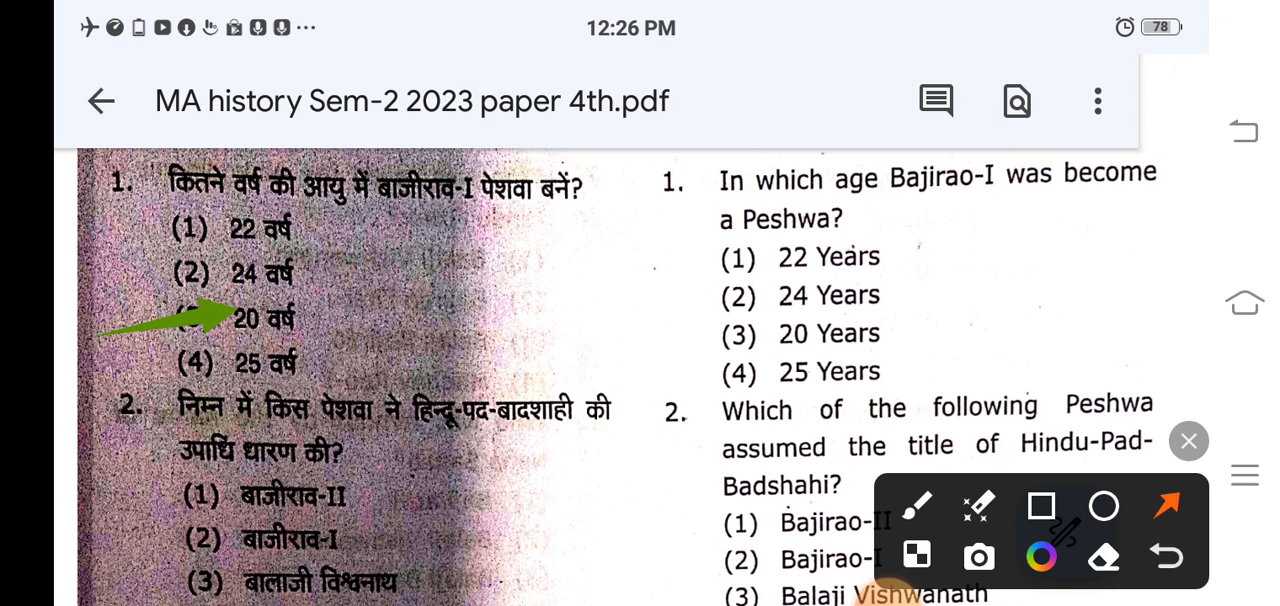 12:26 PM
78
MA history Sem-2 2023 paper 4th.pdf
1. कितने वर्ष की आयु में बाजीराव-I पेशवा बनें?
(1) 22 वर्ष
(2) 24 वर्ष
20 वर्ष
(4) 25 वर्ष
2. निम्न में किस पेशवा ने हिन्दू-पद-बादशाही की
उपाधि धारण की?
(1) बाजीराव-II
(2) बाजीराव-I
(3) बालाजी विश्वनाथ
1. In which age Bajirao-I was become
a Peshwa?
(1) 22 Years
(2) 24 Years
(3) 20 Years
(4) 25 Years
2. Which of the following Peshwa
assumed the title of Hindu-Pad-
Badshahi?
(1) Bajirao-II
(2) Bajirao-I
(3) Balaji Vishwanath